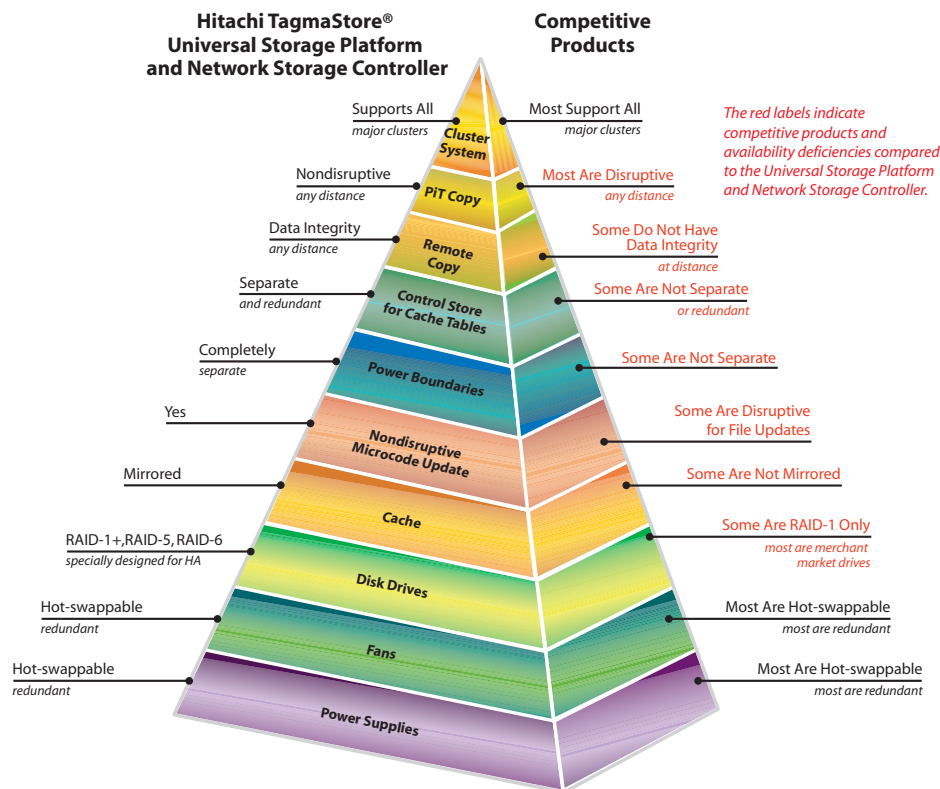 Hitachi TagmaStore®
Universal Storage Platform
and Network Storage Controller
Competitive
Products
The red labels indicate
competitive products and
availability deficiencies compared
to the Universal Storage Platform
and Network Storage Controller.
Supports All
major clusters
Cluster
System
Most Support All
major clusters
Nondisruptive
any distance
PiT Copy
Most Are Disruptive
any distance
Data Integrity
any distance
Remote
Copy
Some Do Not Have
Data Integrity
at distance
Separate
and redundant
Control Store
for Cache Tables
Some Are Not Separate
or redundant
Completely
separate
Power Boundaries
Some Are Not Separate
Yes
Nondisruptive
Microcode Update
Some Are Disruptive
for File Updates
Mirrored
Cache
Some Are Not Mirrored
RAID-1+,RAID-5, RAID-6
specially designed for HA
Disk Drives
Some Are RAID-1 Only
most are merchant
market drives
Hot-swappable
redundant
Fans
Most Are Hot-swappable
most are redundant
Hot-swappable
redundant
Power Supplies
Most Are Hot-swappable
most are redundant